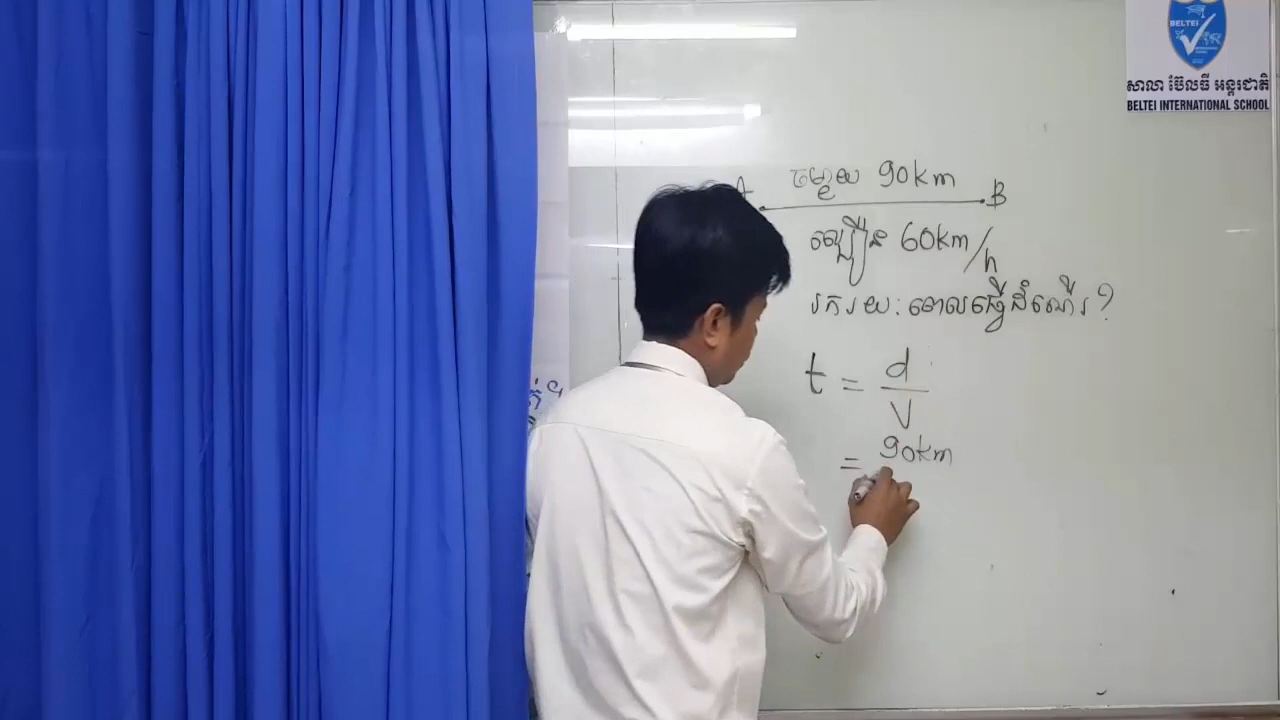 BELTEI
សាលា ប៊ែលធី អន្តរជាតិ
BELTEI INTERNATIONAL SCHOOL
ចម្ងាយ 90km
A B
ល្បឿន 60km/h
រករយៈពេលធ្វើដំណើរ?
t = d/V
= 90km